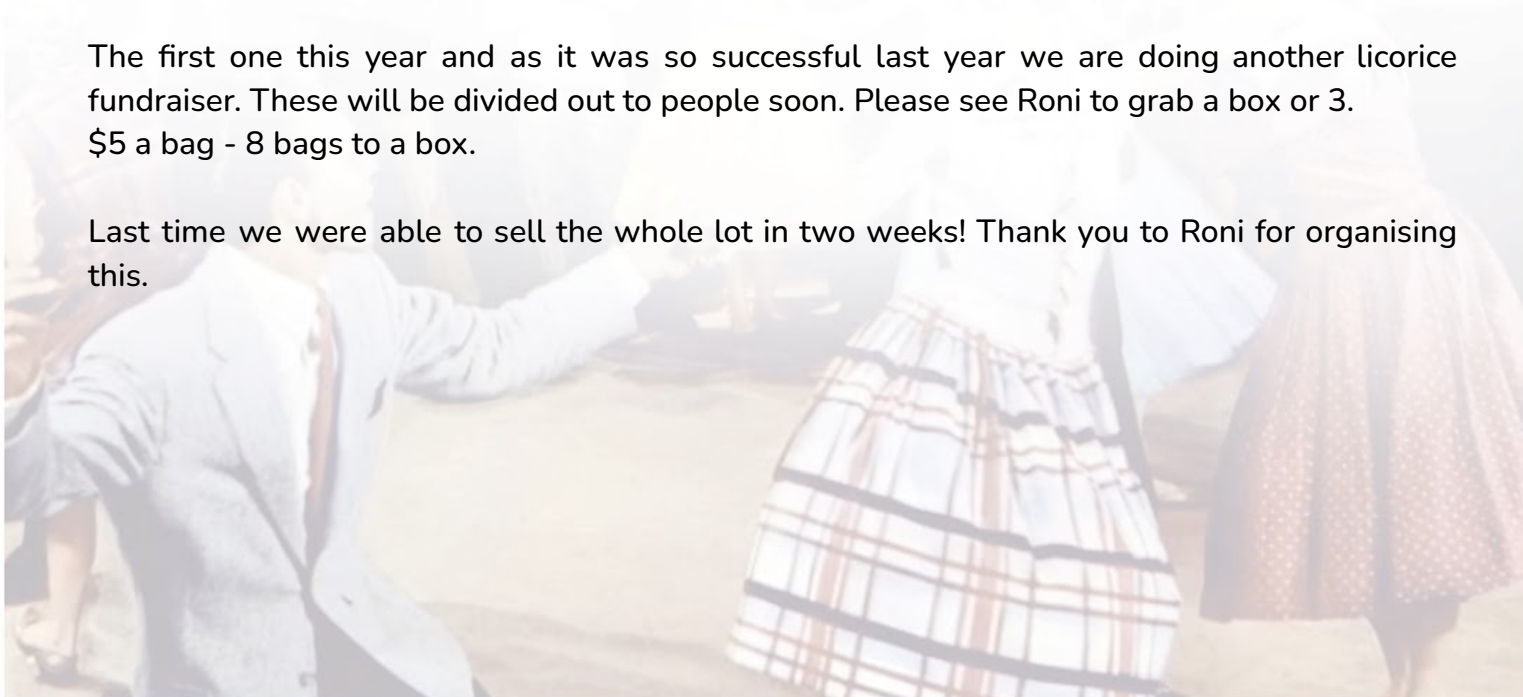 The first one this year and as it was so successful last year we are doing another licorice
fundraiser. These will be divided out to people soon. Please see Roni to grab a box or 3.
$5 a bag - 8 bags to a box.
Last time we were able to sell the whole lot in two weeks! Thank you to Roni for organising
this.